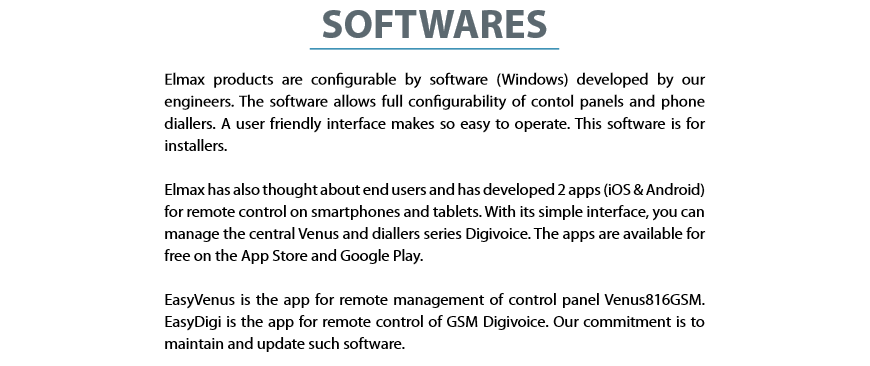 SOFTWARES
Elmax products are configurable by software (Windows) developed by our
engineers. The software allows full configurability of contol panels and phone
diallers. A user friendly interface makes so easy to operate. This software is for
installers.
Elmax has also thought about end users and has developed 2 apps (iOS & Android)
for remote control on smartphones and tablets. With its simple interface, you can
manage the central Venus and diallers series Digivoice. The apps are available for
free on the App Store and Google Play.
EasyVenus is the app for remote management of control panel Venus816GSM.
EasyDigi is the app for remote control of GSM Digivoice. Our commitment is to
maintain and update such software.